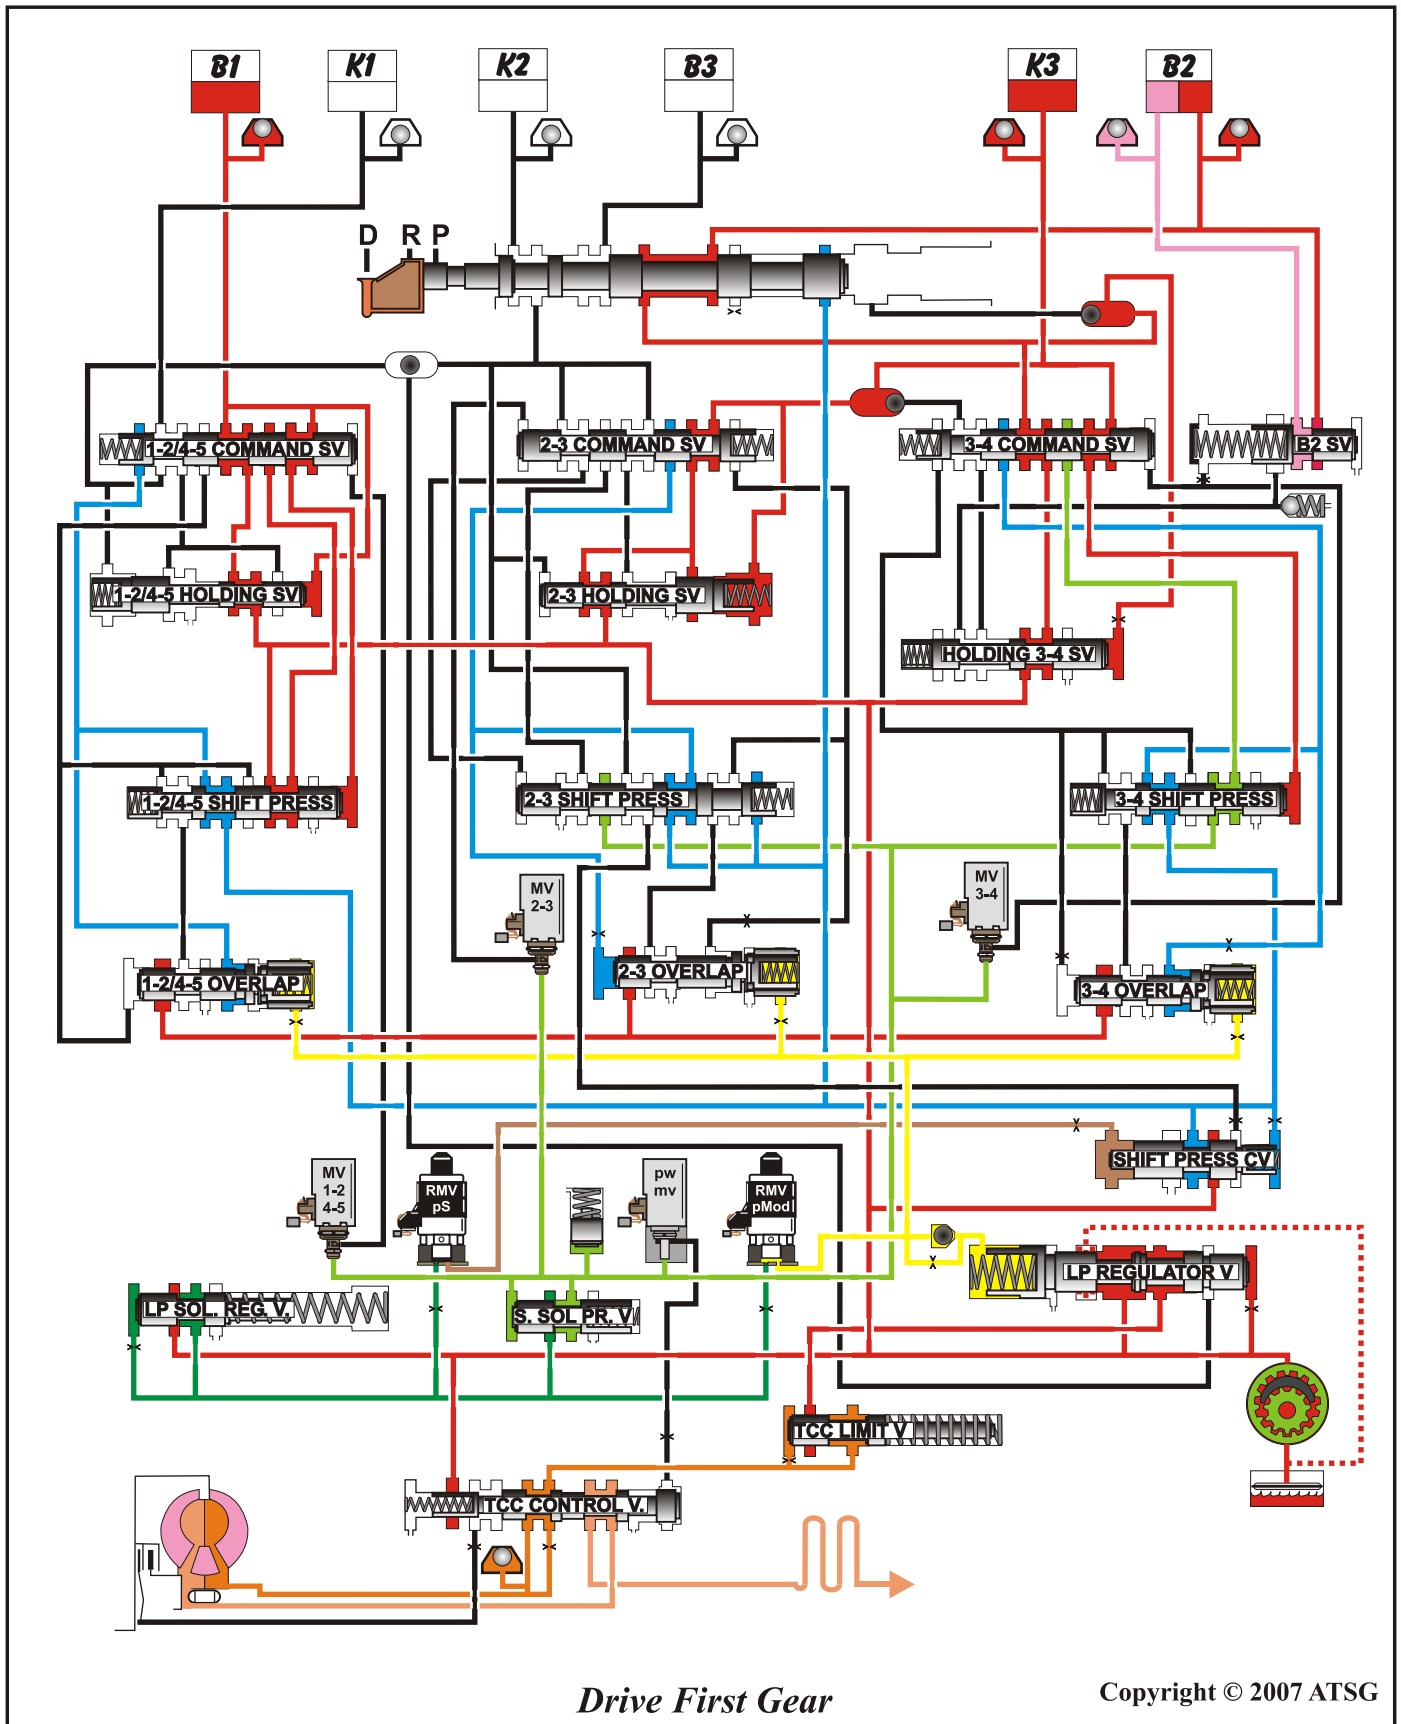 B1
K1
K2
B3
K3
B2
D R P
1-2/4-5 COMMAND SV
2-3 COMMAND SV
3-4 COMMAND SV
B2 SV
1-2/4-5 HOLDING SV
2-3 HOLDING SV
HOLDING 3-4 SV
1-2/4-5 SHIFT PRESS
2-3 SHIFT PRESS
3-4 SHIFT PRESS
MV
2-3
MV
3-4
1-2/4-5 OVERLAP
2-3 OVERLAP
3-4 OVERLAP
SHIFT PRESS CV
MV
1-2
4-5
RMV
pS
pw
mv
RMV
pMod
LP REGULATOR V
LP SOL. REG. V.
S. SOL PR. V
TCC LIMIT V
TCC CONTROL V.
Drive First Gear
Copyright © 2007 ATSG